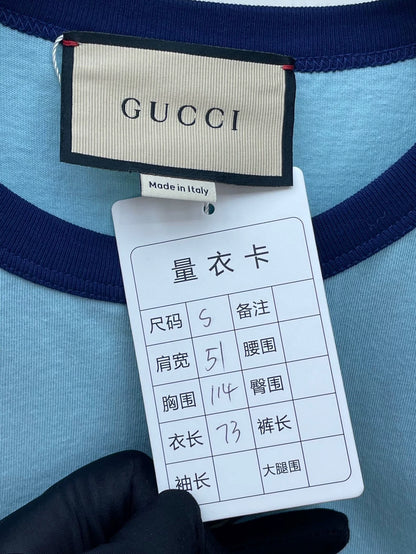 GUCCI
Made in Italy
量衣卡
尺码 S 备注
肩宽 51 腰围
胸围 114 臀围
衣长 73 裤长
袖长 大腿围